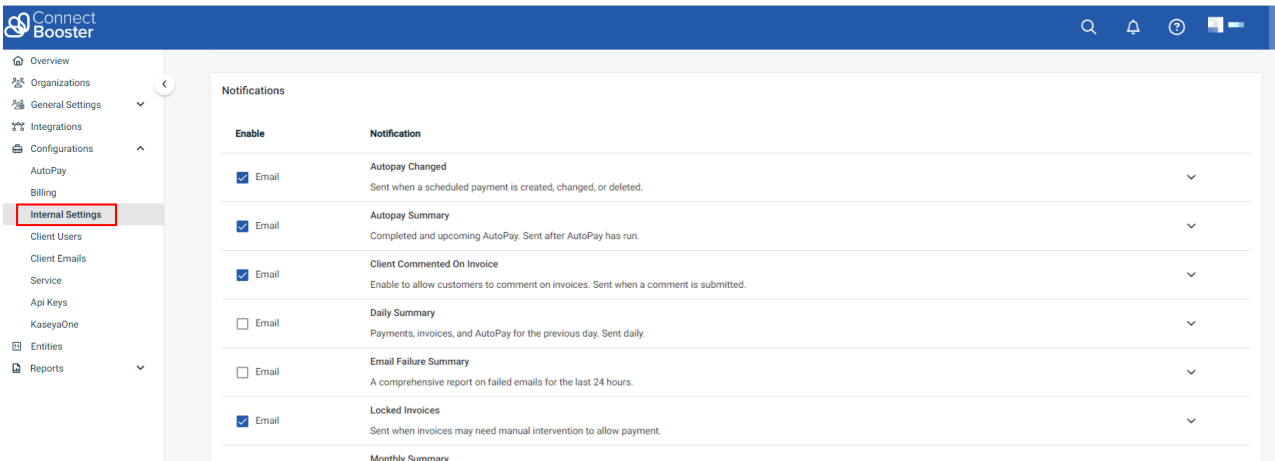 Connect
Booster
Overview
Organizations
General Settings
Integrations
Configurations
AutoPay
Billing
Internal Settings
Client Users
Client Emails
Service
Api Keys
KaseyaOne
Entities
Reports
Notifications
Enable Notification
Email Autopay Changed
Sent when a scheduled payment is created, changed, or deleted.
Email Autopay Summary
Completed and upcoming AutoPay. Sent after AutoPay has run.
Email Client Commented On Invoice
Enable to allow customers to comment on invoices. Sent when a comment is submitted.
Email Daily Summary
Payments, invoices, and AutoPay for the previous day. Sent daily.
Email Email Failure Summary
A comprehensive report on failed emails for the last 24 hours.
Email Locked Invoices
Sent when invoices may need manual intervention to allow payment.
Monthly Summary